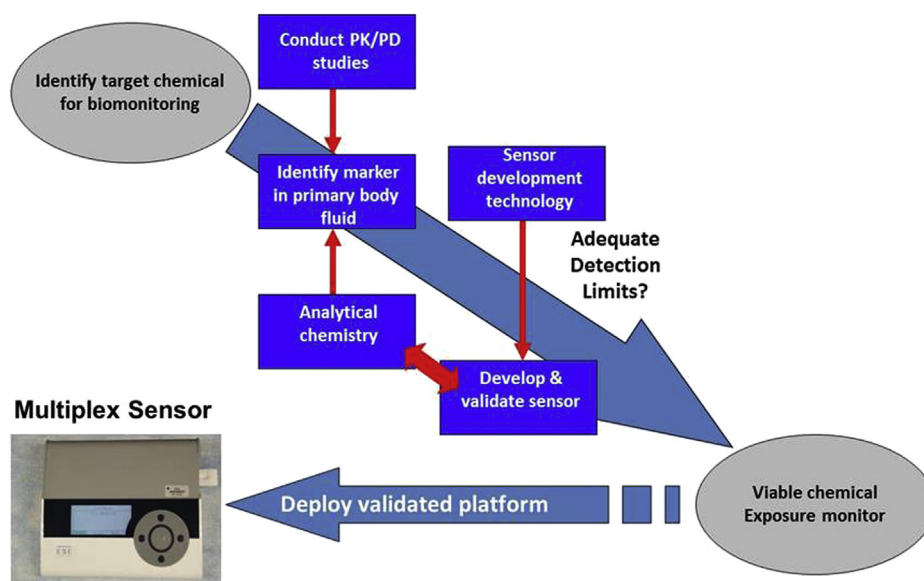 Conduct PK/PD
studies
Identify target chemical
for biomonitoring
Identify marker
in primary body
fluid
Sensor
development
technology
Adequate
Detection
Limits?
Analytical
chemistry
Develop &
validate sensor
Multiplex Sensor
Deploy validated platform
Viable chemical
Exposure monitor